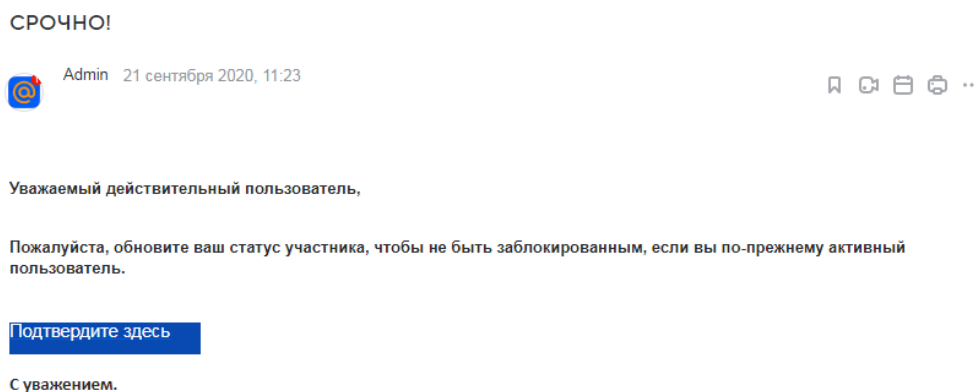 СРОЧНО!
Admin 21 сентября 2020, 11:23
Уважаемый действительный пользователь,
Пожалуйста, обновите ваш статус участника, чтобы не быть заблокированным, если вы по-прежнему активный
пользователь.
Подтвердите здесь
С уважением.